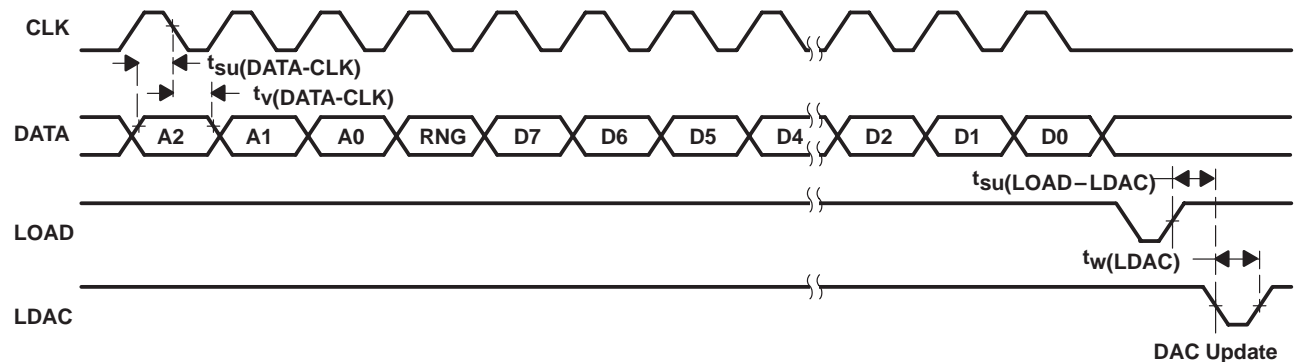 CLK
tsu(DATA-CLK)
tv(DATA-CLK)
DATA
A2 A1 A0 RNG D7 D6 D5 D4 D2 D1 D0
tsu(LOAD–LDAC)
LOAD
tw(LDAC)
LDAC
DAC Update